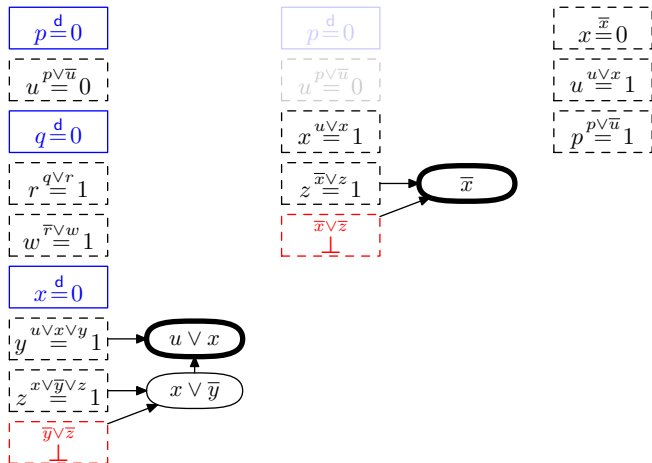 p d= 0
u p∨u̅= 0
q d= 0
r q∨r= 1
w r̅∨w= 1
x d= 0
y u∨x∨y= 1
z x∨y̅∨z= 1
y̅∨z̅
⊥
u ∨ x
x ∨ y̅
p d= 0
u p∨u̅= 0
x u∨x= 1
z x̅∨z= 1
x̅∨z̅
⊥
x̅
x x̅= 0
u u∨x= 1
p p∨u̅= 1